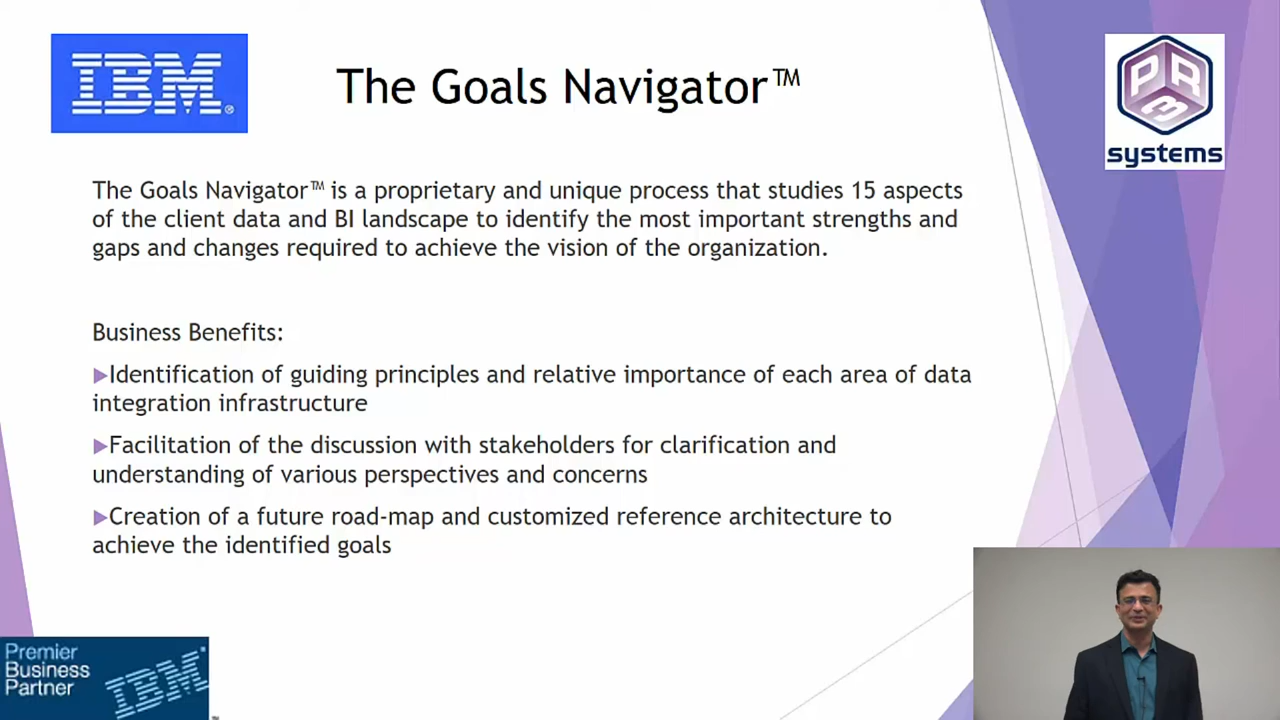 IBM®
The Goals Navigator™
PR3
systems
The Goals Navigator™ is a proprietary and unique process that studies 15 aspects
of the client data and BI landscape to identify the most important strengths and
gaps and changes required to achieve the vision of the organization.
Business Benefits:
Identification of guiding principles and relative importance of each area of data
integration infrastructure
Facilitation of the discussion with stakeholders for clarification and
understanding of various perspectives and concerns
Creation of a future road-map and customized reference architecture to
achieve the identified goals
Premier
Business
Partner
IBM®
™